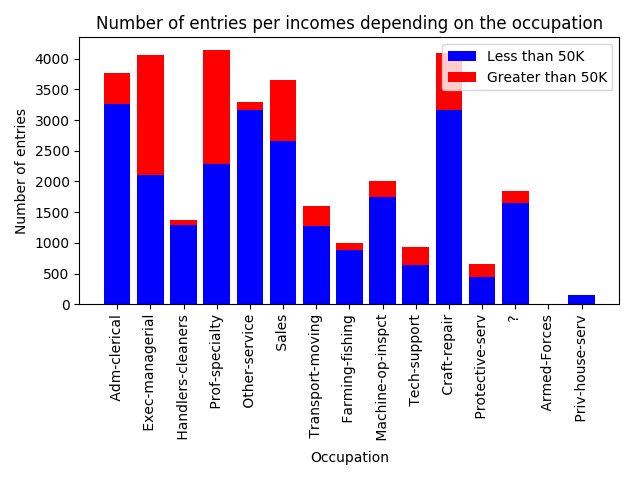 Number of entries per incomes depending on the occupation
Less than 50K
Greater than 50K
Number of entries
4000
3500
3000
2500
2000
1500
1000
500
0
Adm-clerical
Exec-managerial
Handlers-cleaners
Prof-specialty
Other-service
Sales
Transport-moving
Farming-fishing
Machine-op-inspct
Tech-support
Craft-repair
Protective-serv
?
Armed-Forces
Priv-house-serv
Occupation